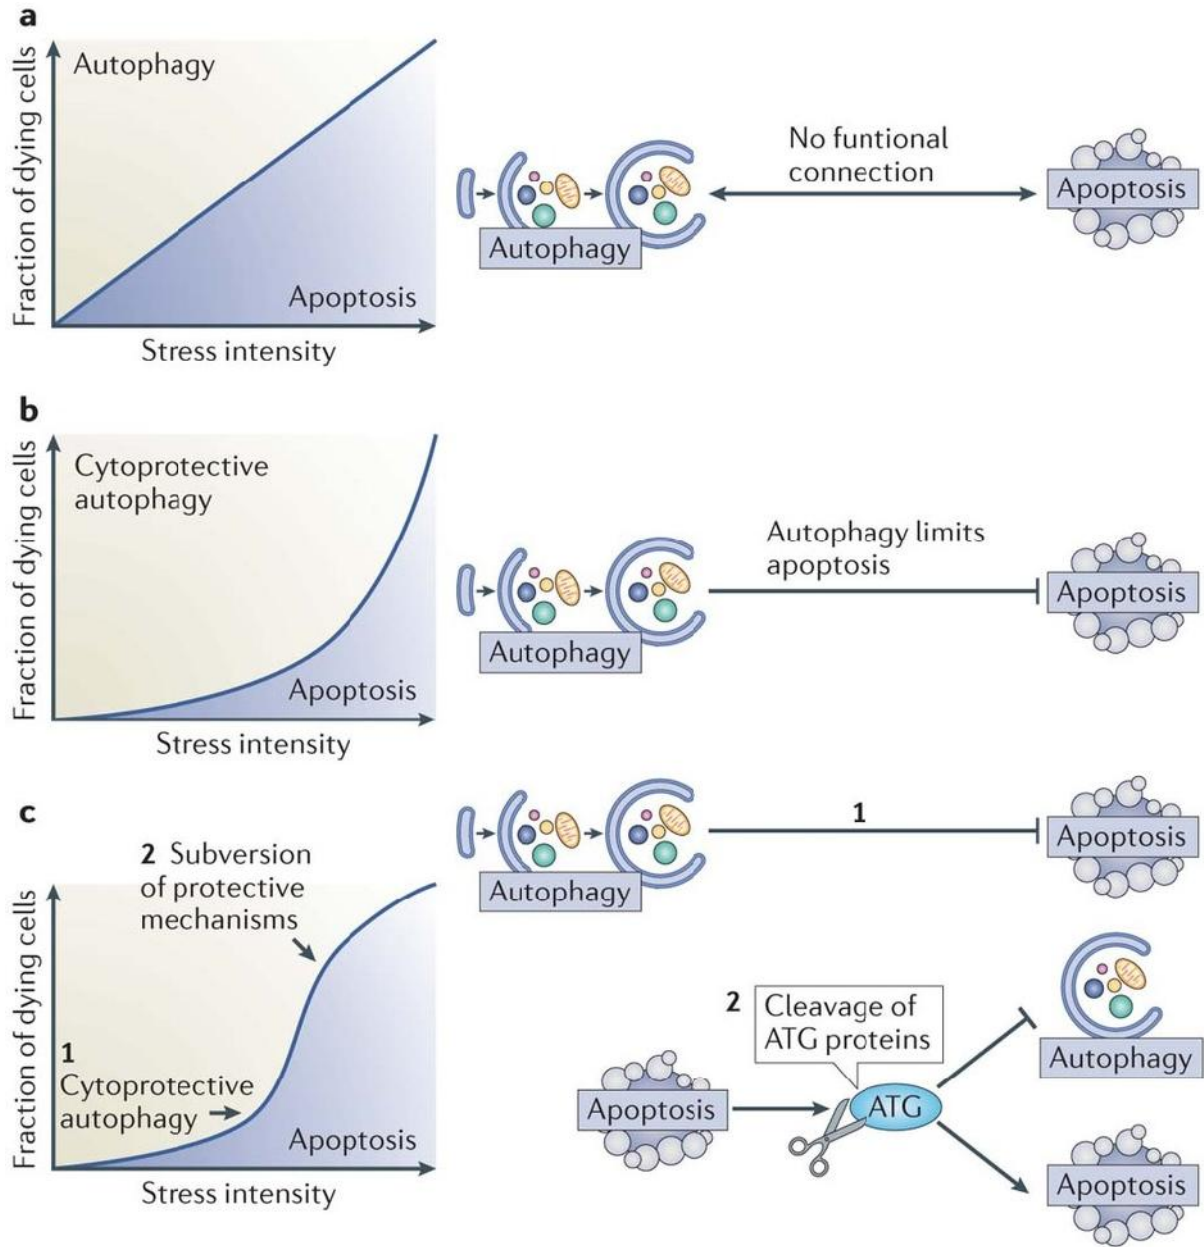 a
Fraction of dying cells
Autophagy
Apoptosis
Stress intensity
Autophagy
No funtional
connection
Apoptosis
b
Fraction of dying cells
Cytoprotective
autophagy
Apoptosis
Stress intensity
Autophagy
Autophagy limits
apoptosis
Apoptosis
c
Fraction of dying cells
2 Subversion
of protective
mechanisms
1
Cytoprotective
autophagy
Apoptosis
Stress intensity
Autophagy
1
Apoptosis
2
Cleavage of
ATG proteins
Apoptosis
ATG
Autophagy
Apoptosis